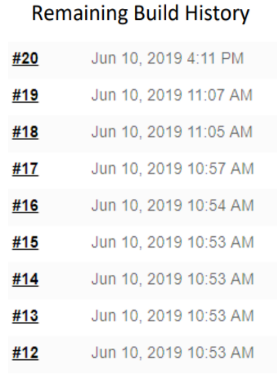 Remaining Build History
#20 Jun 10, 2019 4:11 PM
#19 Jun 10, 2019 11:07 AM
#18 Jun 10, 2019 11:05 AM
#17 Jun 10, 2019 10:57 AM
#16 Jun 10, 2019 10:54 AM
#15 Jun 10, 2019 10:53 AM
#14 Jun 10, 2019 10:53 AM
#13 Jun 10, 2019 10:53 AM
#12 Jun 10, 2019 10:53 AM